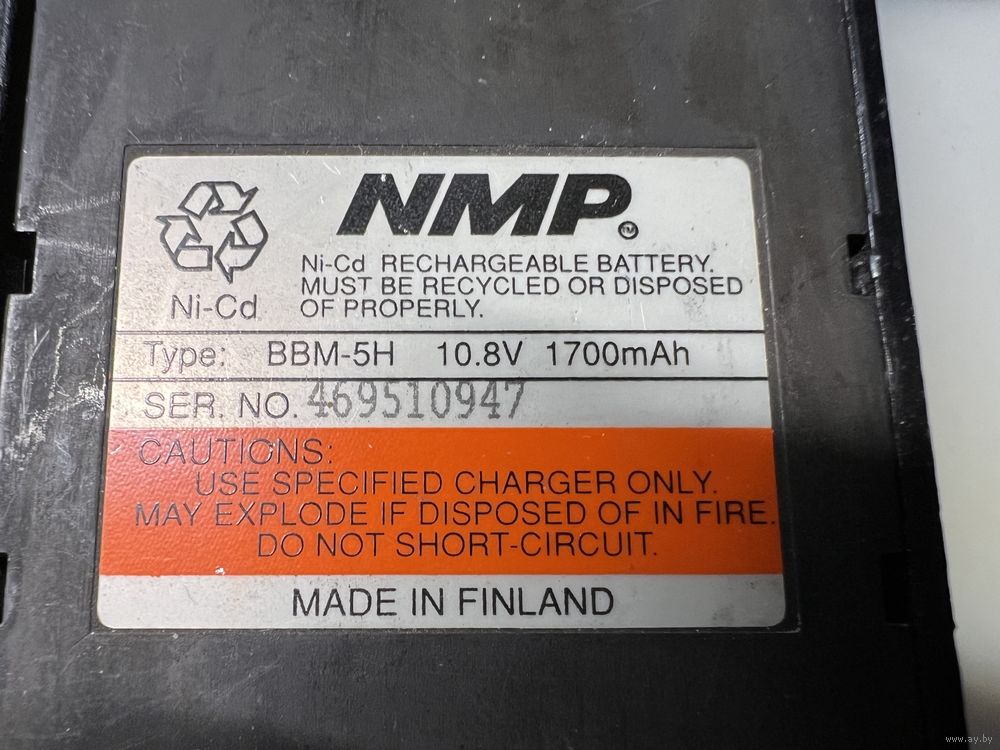 NMP
TM
Ni-Cd RECHARGEABLE BATTERY.
MUST BE RECYCLED OR DISPOSED
OF PROPERLY.
Ni-Cd
Type: BBM-5H 10.8V 1700mAh
SER. NO. 469510947
CAUTIONS:
USE SPECIFIED CHARGER ONLY.
MAY EXPLODE IF DISPOSED OF IN FIRE.
DO NOT SHORT-CIRCUIT.
MADE IN FINLAND
www.ay.by